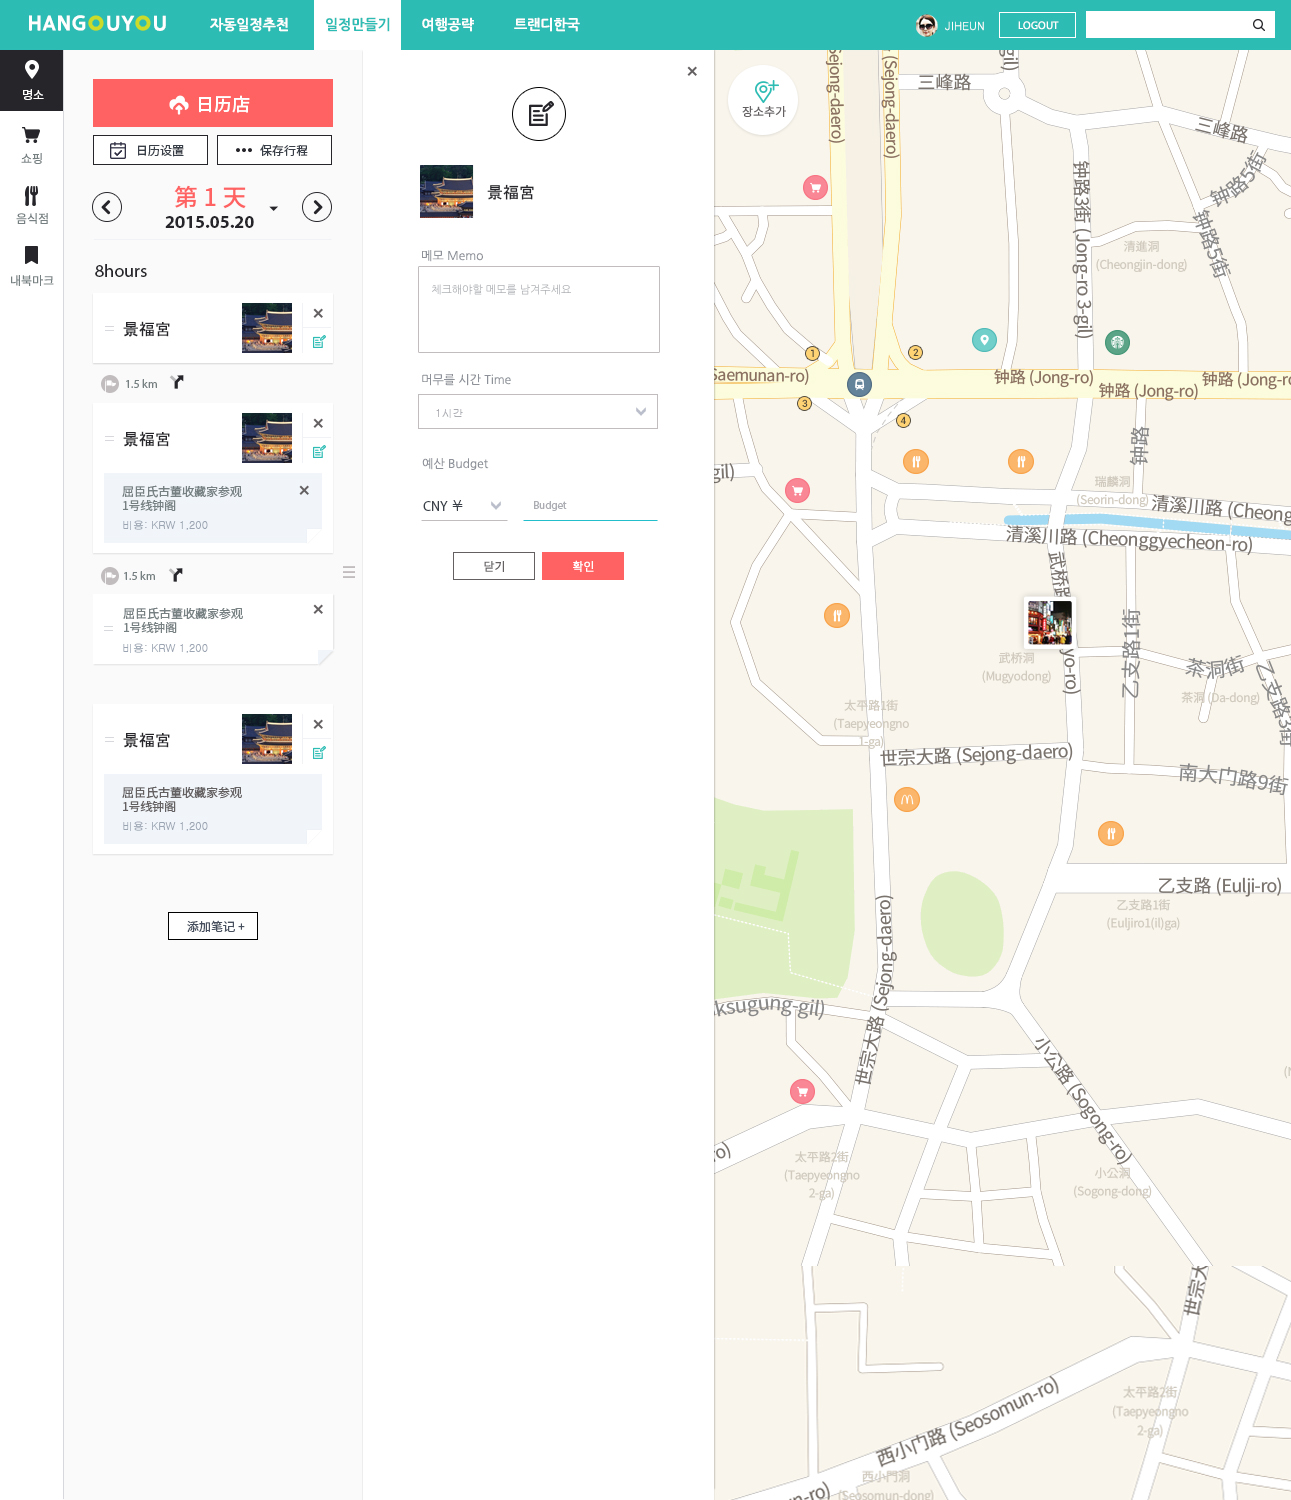 HANGOUYOU
자동일정추천
일정만들기
여행공략
트랜디한국
JIHEUN
LOGOUT
명소
쇼핑
음식점
내북마크
日历店
日历设置
保存行程
第 1 天
2015.05.20
8hours
景福宮
1.5 km
景福宮
屈臣氏古董收藏家参观
1号线钟阁
비용: KRW 1,200
1.5 km
屈臣氏古董收藏家参观
1号线钟阁
비용: KRW 1,200
景福宮
屈臣氏古董收藏家参观
1号线钟阁
비용: KRW 1,200
添加笔记 +
景福宮
메모 Memo
체크해야할 메모를 남겨주세요
머무를 시간 Time
1시간
예산 Budget
CNY ¥
Budget
닫기
확인
장소추가
(Sejong-daero)
(Sejong-daero)
gil)
三峰路
三峰路
钟路5街
钟路5街
钟路3街 (Jong-ro 3-gil)
清進洞
(Cheongjin-dong)
1
2
3
4
Saemunan-ro)
钟路 (Jong-ro)
钟路 (Jong-ro)
钟路 (Jong-ro)
钟路
gil)
瑞麟洞
(Seorin-dong)
清溪川路 (Cheong
清溪川路 (Cheonggyecheon-ro)
武桥路
yo-ro)
武桥洞
(Mugyodong)
乙支路1街
茶洞街
茶洞 (Da-dong)
乙支路3街
太平路1街
(Taepyeongno
1-ga)
世宗大路 (Sejong-daero)
南大门路9街
乙支路 (Eulji-ro)
乙支路1街
(Euljiro1(il)ga)
世宗大路 (Sejong-daero)
ksugung-gil)
小公路 (Sogong-ro)
ro)
太平路2街
(Taepyeongno
2-ga)
小公洞
(Sogong-dong)
世宗大
西小门路 (Seosomun-ro)
太平路2街
(Taepyeongno
2-ga)
西小門洞
(Seosomun-dong)
n-ro)